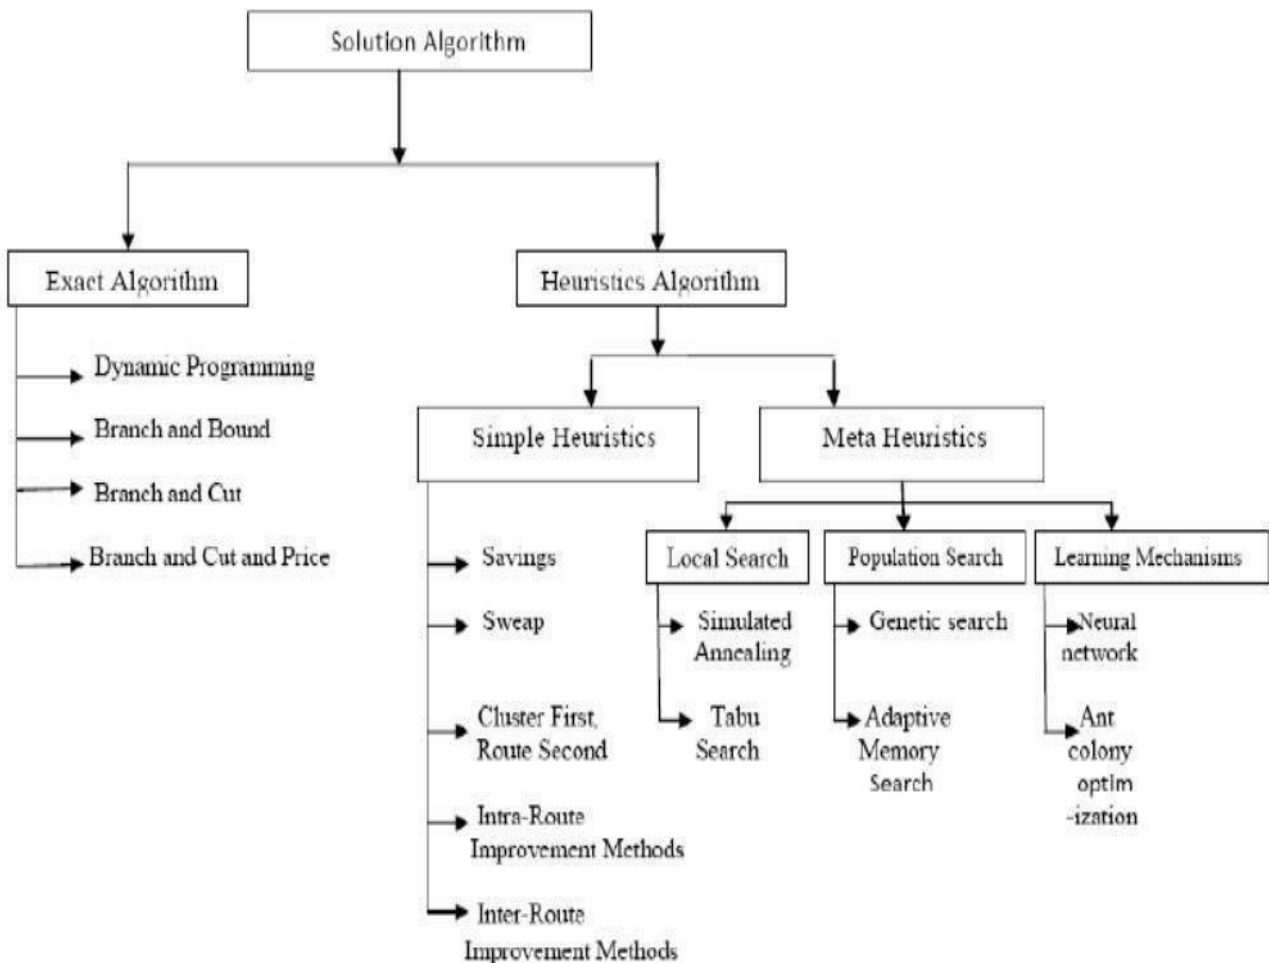 Solution Algorithm
Exact Algorithm
Heuristics Algorithm
Dynamic Programming
Branch and Bound
Branch and Cut
Branch and Cut and Price
Simple Heuristics
Meta Heuristics
Savings
Sweap
Cluster First,
Route Second
Intra-Route
Improvement Methods
Inter-Route
Improvement Methods
Local Search
Population Search
Learning Mechanisms
Simulated
Annealing
Tabu
Search
Genetic search
Adaptive
Memory
Search
Neural
network
Ant
colony
optim
-ization